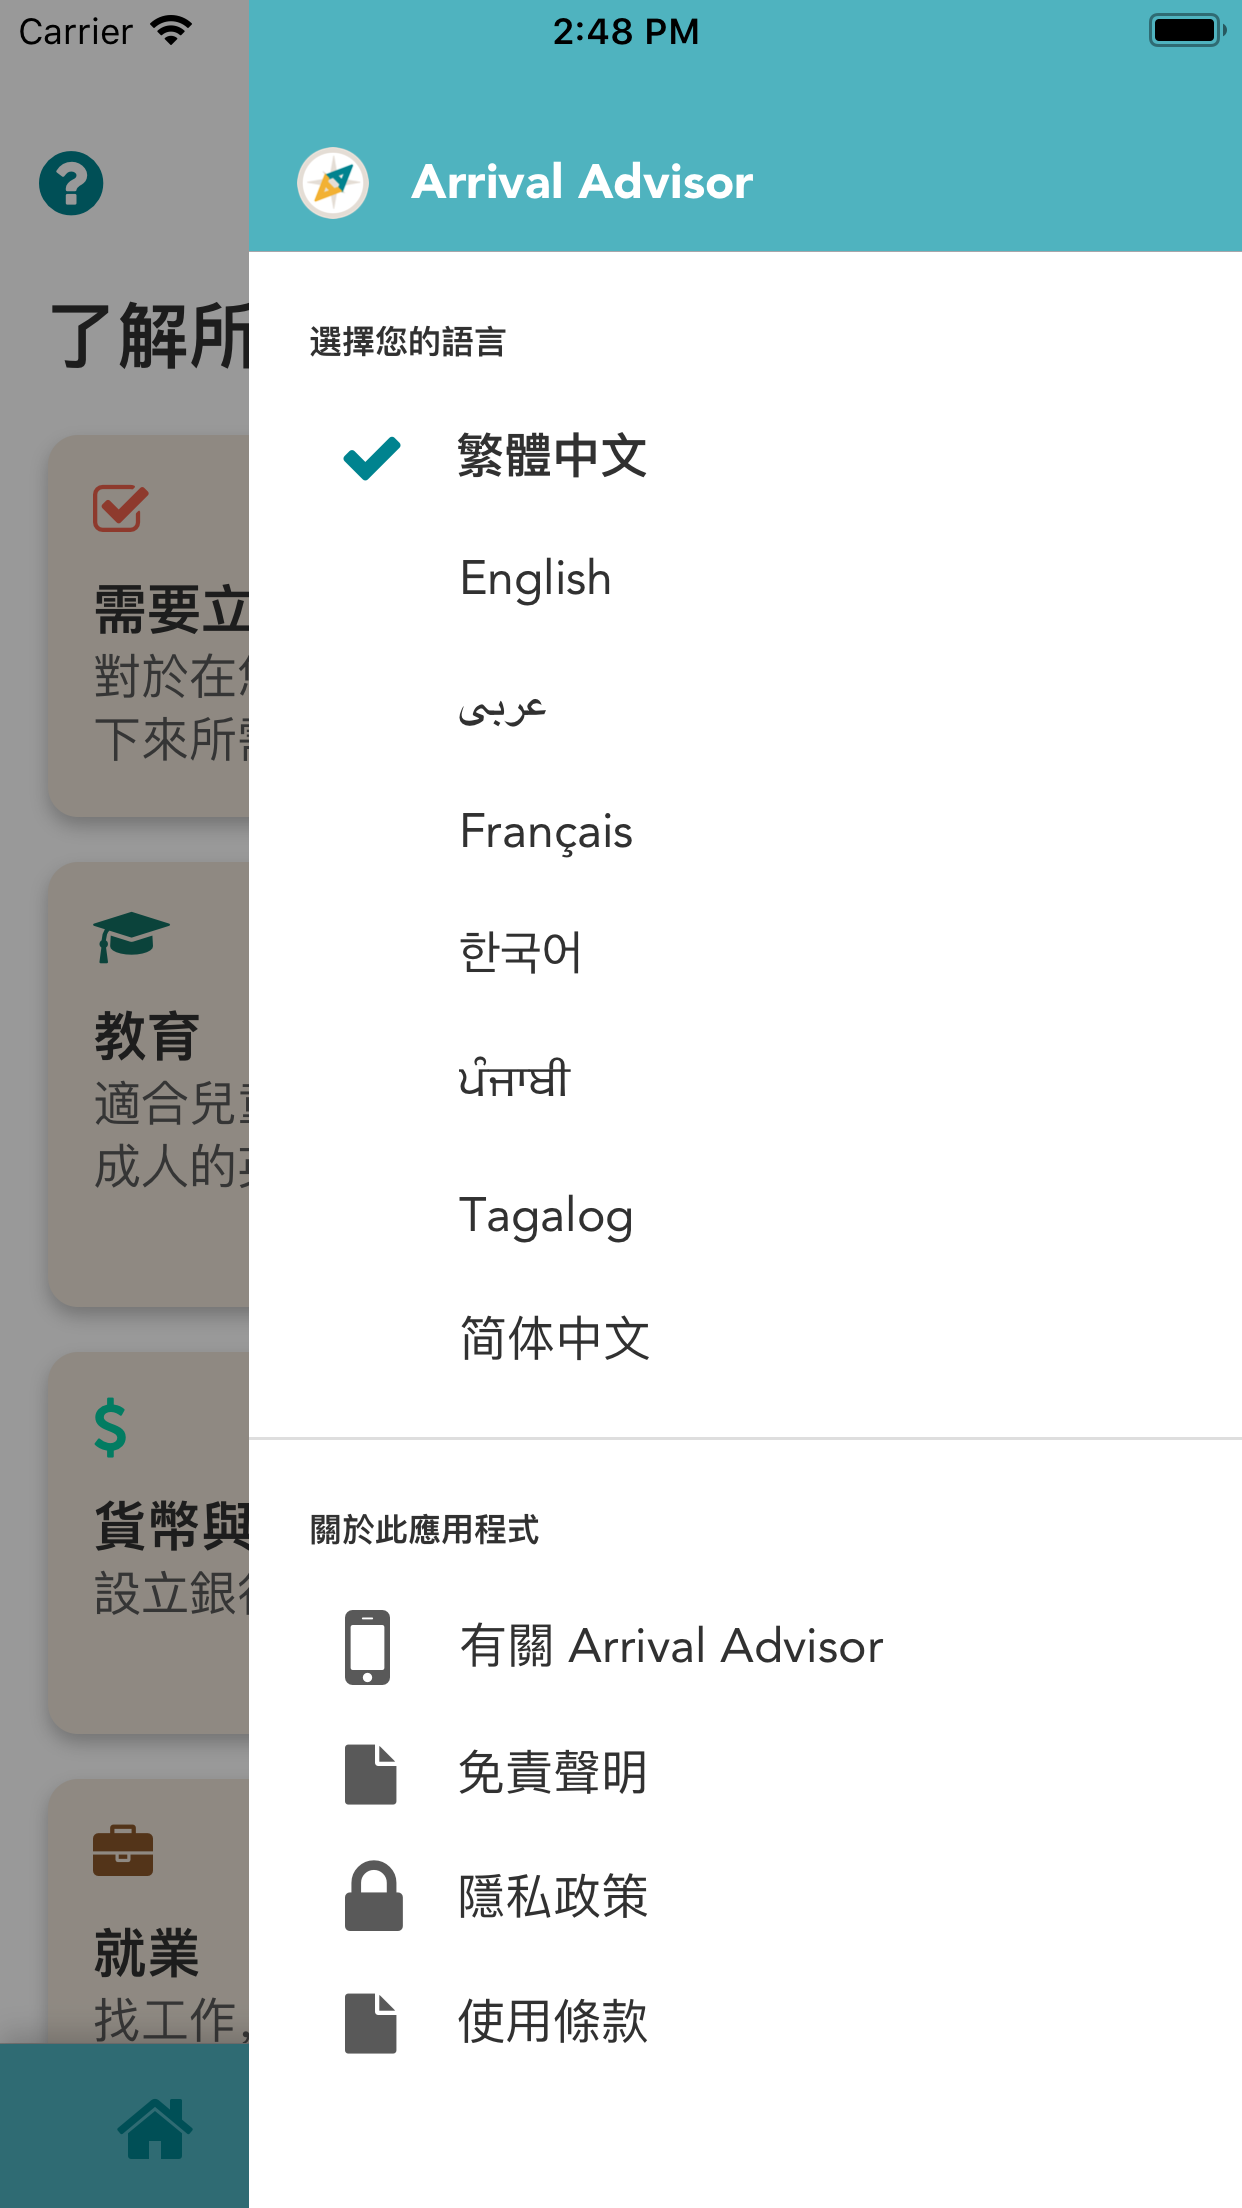 Carrier
2:48 PM
Arrival Advisor
選擇您的語言
繁體中文
English
عربى
Français
한국어
ਪੰਜਾਬੀ
Tagalog
简体中文
關於此應用程式
有關 Arrival Advisor
免責聲明
隱私政策
使用條款
了解所
需要立
對於在
下來所
教育
適合兒
成人的
貨幣與
設立銀
就業
找工作,